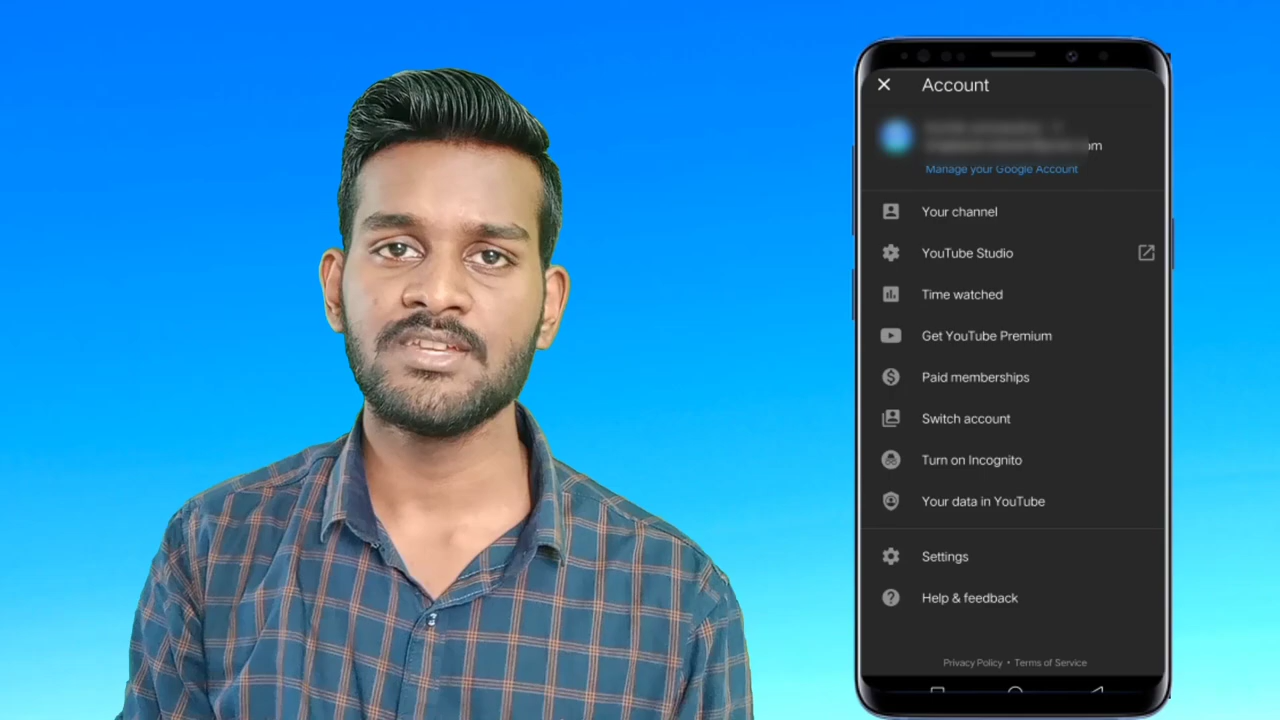 Account
om
Manage your Google Account
Your channel
YouTube Studio
Time watched
Get YouTube Premium
Paid memberships
Switch account
Turn on Incognito
Your data in YouTube
Settings
Help & feedback
Privacy Policy • Terms of Service